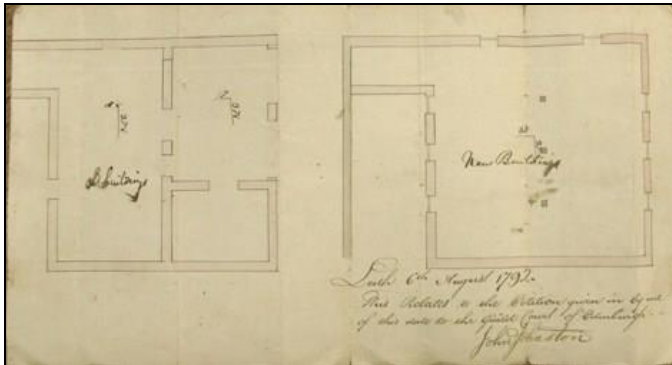 Old buildings
New Buildings
Leith 6th August 1792.
This Relates to the Petition given in by me
of this date to the Guild Court of Edinburgh
John Johnston